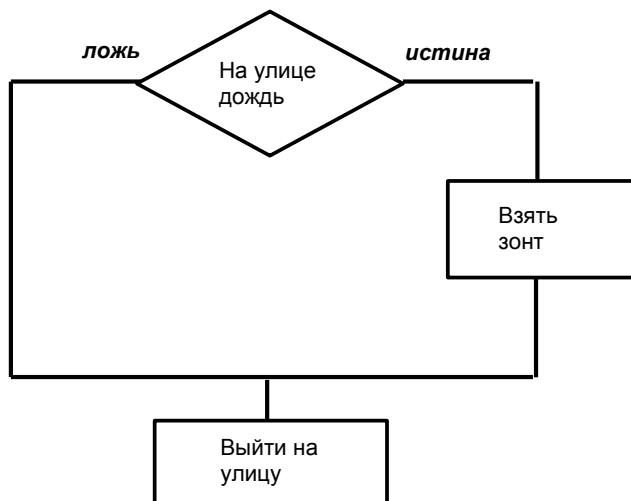 ложь
истина
На улице
дождь
Взять
зонт
Выйти на
улицу